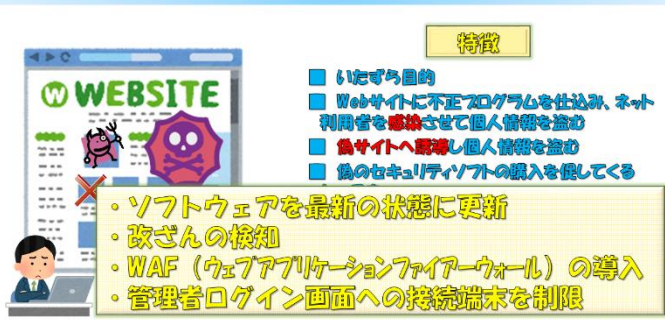 特徴
WEBSITE
■ いたずら目的
■ Webサイトに不正プログラムを仕込み、ネット
利用者を感染させて個人情報を盗む
■ 偽サイトへ誘導し個人情報を盗む
■ 偽のセキュリティソフトの購入を促してくる
・ソフトウェアを最新の状態に更新
・改ざんの検知
・WAF（ウェブアプリケーションファイアーウォール）の導入
・管理者ログイン画面への接続端末を制限